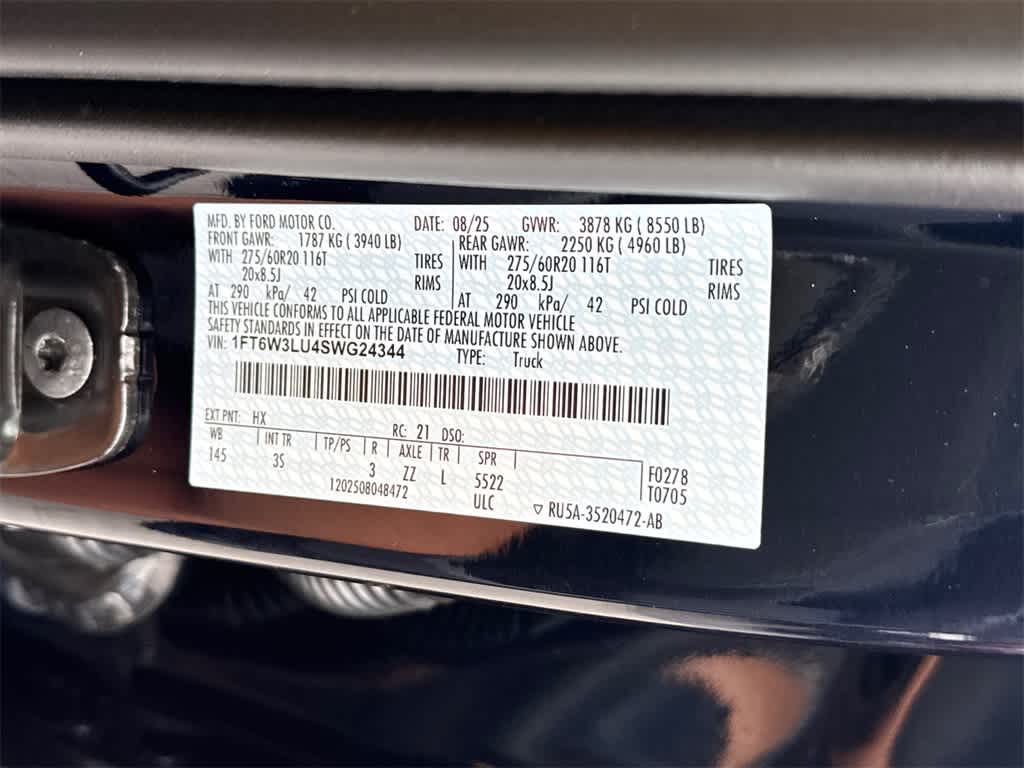 MFD. BY FORD MOTOR CO. DATE: 08/25 GVWR: 3878 KG ( 8550 LB)
FRONT GAWR: 1787 KG ( 3940 LB) REAR GAWR: 2250 KG ( 4960 LB)
WITH 275/60R20 116T TIRES WITH 275/60R20 116T TIRES
20x8.5J RIMS 20x8.5J RIMS
AT 290 kPa/ 42 PSI COLD AT 290 kPa/ 42 PSI COLD
THIS VEHICLE CONFORMS TO ALL APPLICABLE FEDERAL MOTOR VEHICLE
SAFETY STANDARDS IN EFFECT ON THE DATE OF MANUFACTURE SHOWN ABOVE.
VIN: 1FT6W3LU4SWG24344 TYPE: Truck
EXT PNT: HX RC: 21 DSO:
WB INT TR TP/PS R AXLE TR SPR
145 3S 3 ZZ L 5522 F0278
1202508048472 ULC T0705
▽ RU5A-3520472-AB